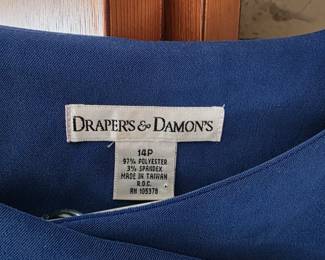 DRAPER'S & DAMON'S
14P
97% POLYESTER
3% SPANDEX
MADE IN TAIWAN
R.O.C.
RN 105378